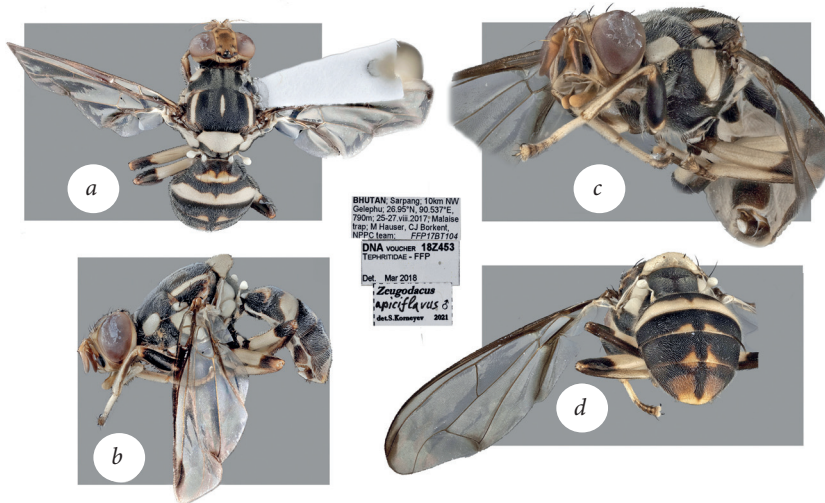 a
c
BHUTAN; Sarpang; 10km NW
Gelephu; 26.95°N, 90.537°E,
790m; 25-27.viii.2017; Malaise
trap; M Hauser, CJ Borkent,
NPPC team; FFP17BT104
DNA VOUCHER 18Z453
TEPHRITIDAE - FFP
Det. Mar 2018
Zeugodacus
apiciflavus ♂
det.S.Korneyev 2021
b
d